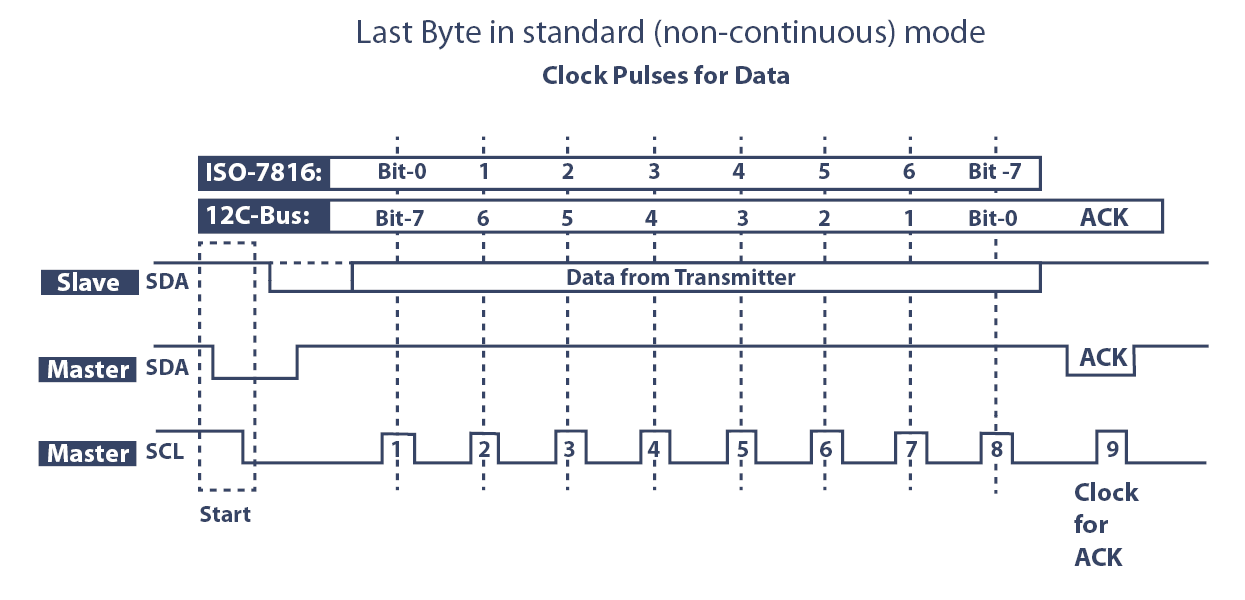 Last Byte in standard (non-continuous) mode
Clock Pulses for Data
ISO-7816: Bit-0 1 2 3 4 5 6 Bit -7
12C-Bus: Bit-7 6 5 4 3 2 1 Bit-0 ACK
Slave SDA Data from Transmitter
Master SDA ACK
Master SCL 1 2 3 4 5 6 7 8 9
Start
Clock
for
ACK